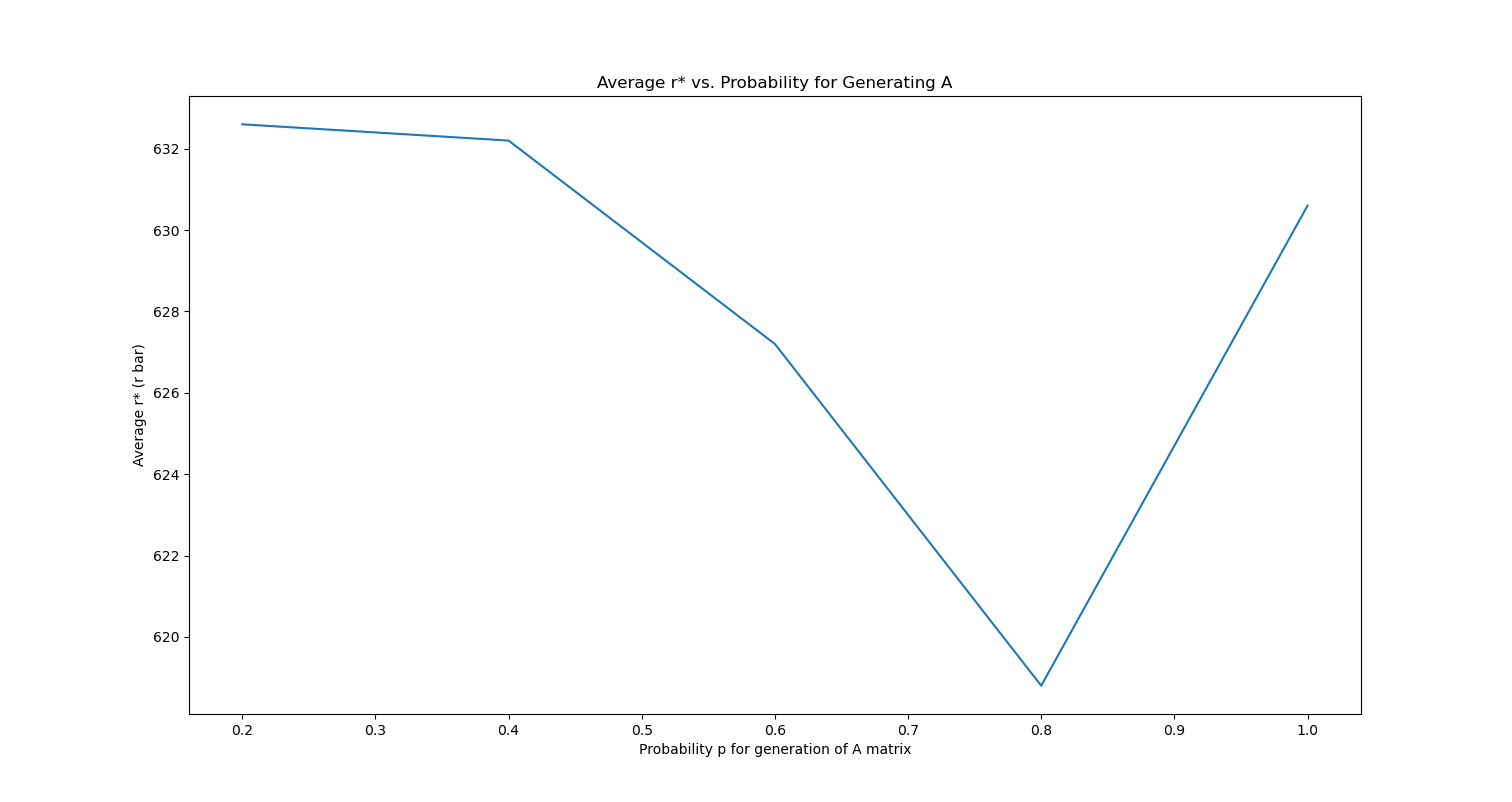 Average r* vs. Probability for Generating A
632
630
628
626
624
622
620
Average r* (r bar)
0.2 0.3 0.4 0.5 0.6 0.7 0.8 0.9 1.0
Probability p for generation of A matrix